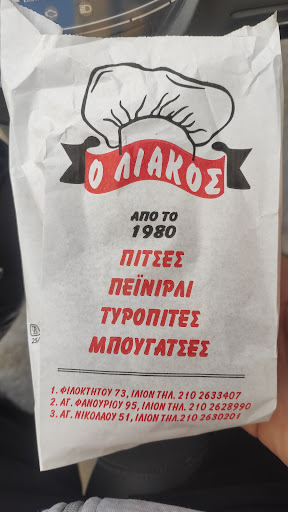 Ο ΛΙΑΚΟΣ
ΑΠΟ ΤΟ
1980
ΠΙΤΣΕΣ
ΠΕΪΝΙΡΛΙ
ΤΥΡΟΠΙΤΕΣ
ΜΠΟΥΓΑΤΣΕΣ
1. ΦΙΛΟΚΤΗΤΟΥ 73, ΙΛΙΟΝ ΤΗΛ. 210 2633407
2. ΑΓ. ΦΑΝΟΥΡΙΟΥ 95, ΙΛΙΟΝ ΤΗΛ. 210 2628990
3. ΑΓ. ΝΙΚΟΛΑΟΥ 51, ΙΛΙΟΝ ΤΗΛ. 210 2630201